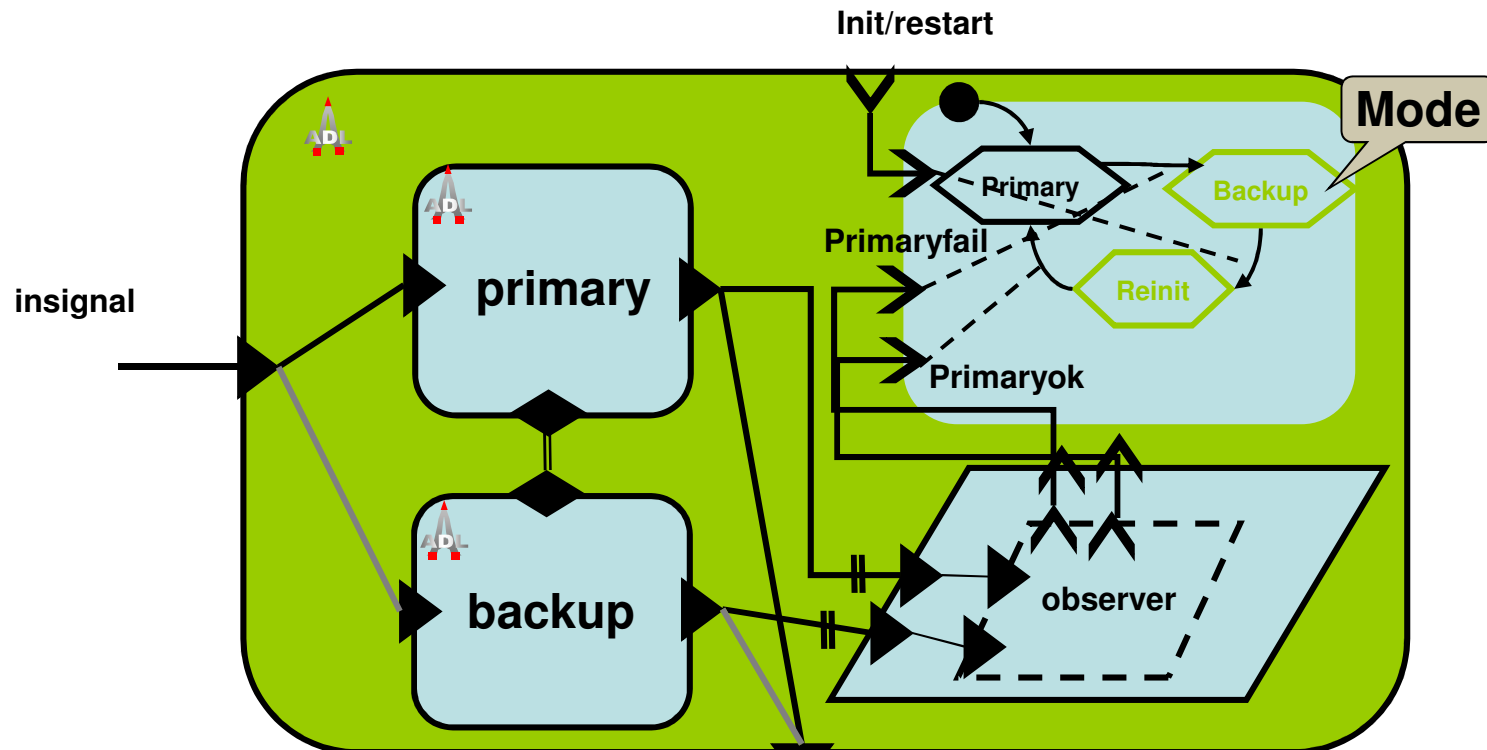 Init/restart
Mode
ADL
ADL
Primary
Backup
Primaryfail
primary
Reinit
insignal
Primaryok
ADL
backup
observer